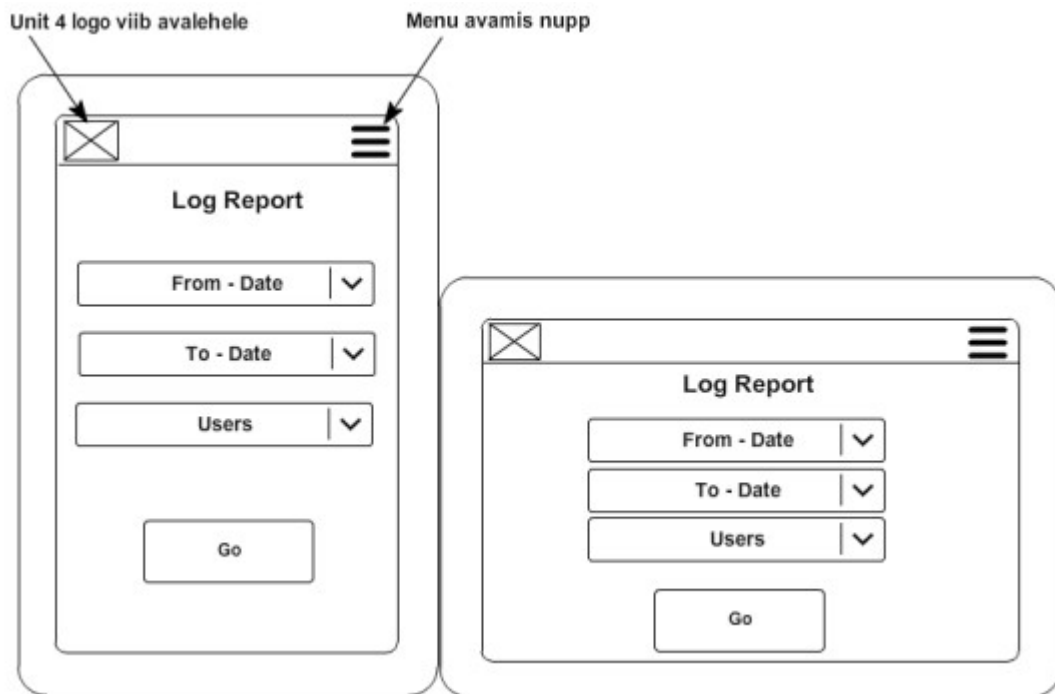 Unit 4 logo viib avalehele
Menu avamis nupp
Log Report
From - Date
To - Date
Users
Go
Log Report
From - Date
To - Date
Users
Go